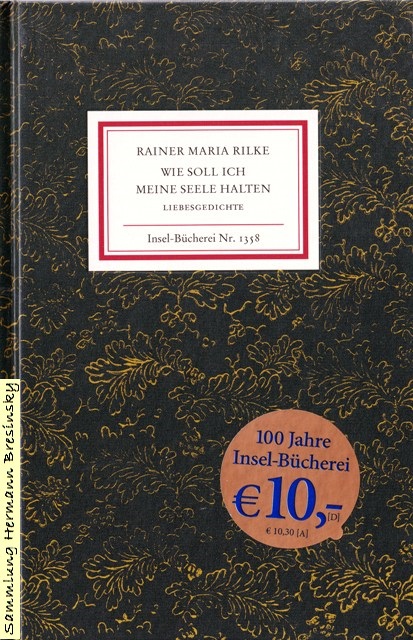 RAINER MARIA RILKE
WIE SOLL ICH
MEINE SEELE HALTEN
LIEBESGEDICHTE
Insel-Bücherei Nr. 1358
100 Jahre
Insel-Bücherei
€ 10,- [D]
€ 10,30 [A]
Sammlung Hermann Bresinsky